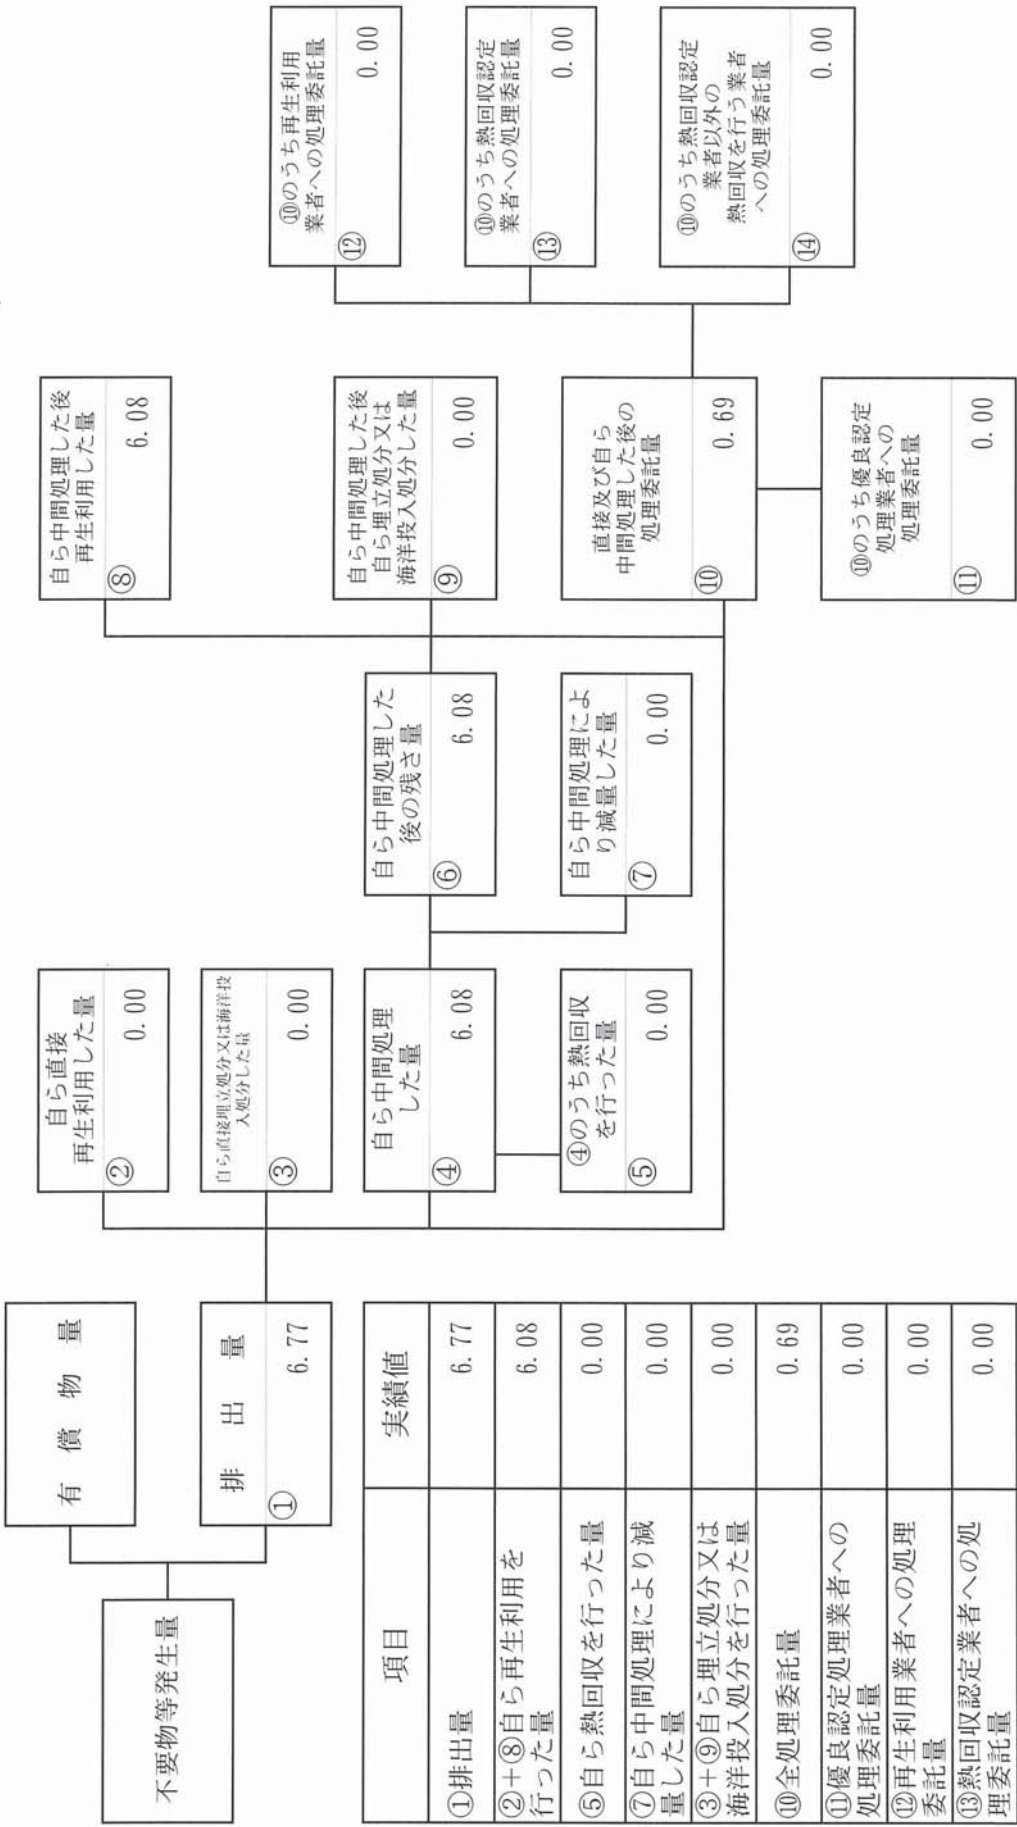 不要物等発生量
有償物量
排出量
①
6.77
自ら直接
再生利用した量
②
0.00
自ら直接埋立処分又は海洋投
入処分した量
③
0.00
自ら中間処理
した量
④
6.08
④のうち熱回収
を行った量
⑤
0.00
自ら中間処理した
後の残さ量
⑥
6.08
自ら中間処理によ
り減量した量
⑦
0.00
自ら中間処理した後
再生利用した量
⑧
6.08
自ら中間処理した後
自ら埋立処分又は
海洋投入処分した量
⑨
0.00
直接及び自ら
中間処理した後の
処理委託量
⑩
0.69
⑩のうち優良認定
処理業者への
処理委託量
⑪
0.00
⑩のうち再生利用
業者への処理委託量
⑫
0.00
⑩のうち熱回収認定
業者への処理委託量
⑬
0.00
⑩のうち熱回収認定
業者以外の
熱回収を行う業者
への処理委託量
⑭
0.00
項目
実績値
①排出量
6.77
②+⑧自ら再生利用を
行った量
6.08
⑤自ら熱回収を行った量
0.00
⑦自ら中間処理により減
量した量
0.00
③+⑨自ら埋立処分又は
海洋投入処分を行った量
0.00
⑩全処理委託量
0.69
⑪優良認定処理業者への
処理委託量
0.00
⑫再生利用業者への処理
委託量
0.00
⑬熱回収認定業者への処
理委託量
0.00